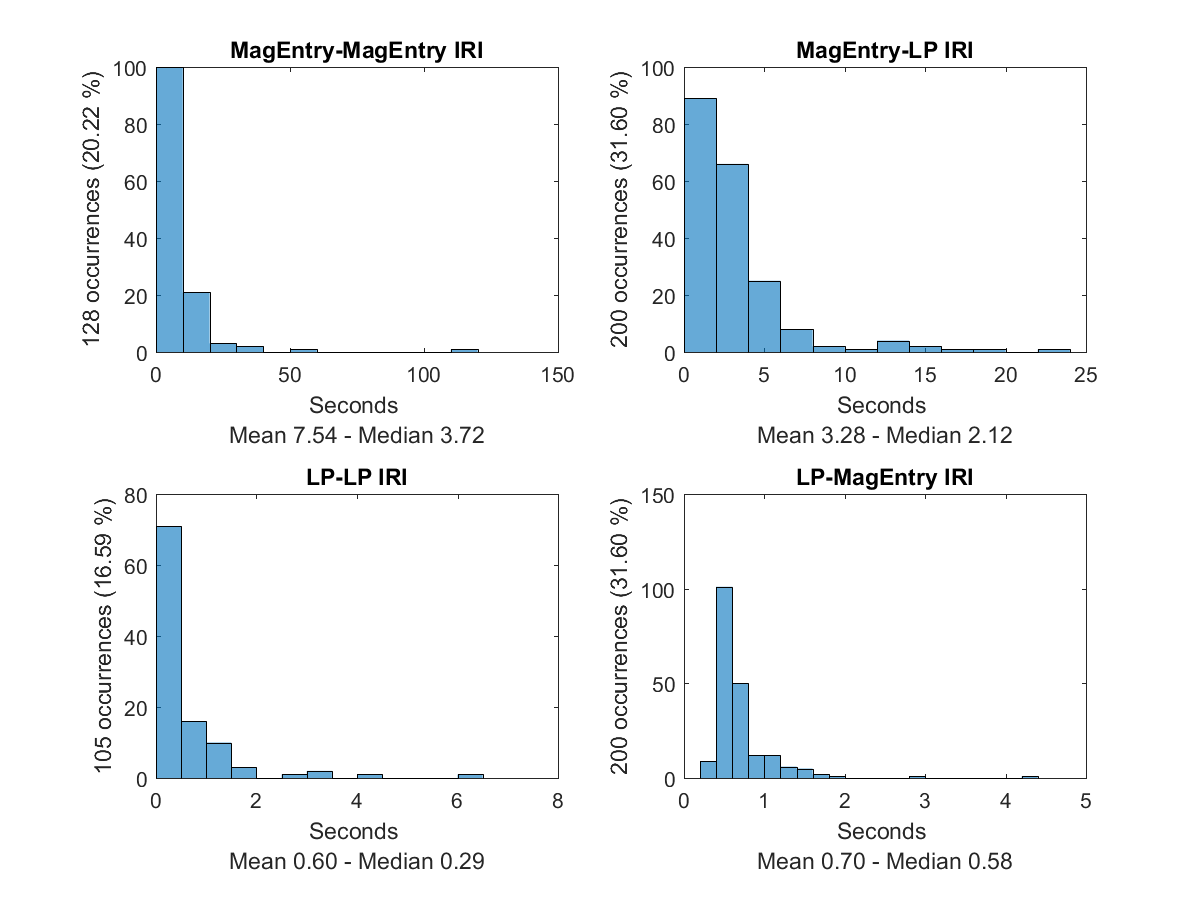 MagEntry-MagEntry IRI
128 occurrences (20.22 %)
100
80
60
40
20
0
0 50 100 150
Seconds
Mean 7.54 - Median 3.72
MagEntry-LP IRI
200 occurrences (31.60 %)
100
80
60
40
20
0
0 5 10 15 20 25
Seconds
Mean 3.28 - Median 2.12
LP-LP IRI
105 occurrences (16.59 %)
80
60
40
20
0
0 2 4 6 8
Seconds
Mean 0.60 - Median 0.29
LP-MagEntry IRI
200 occurrences (31.60 %)
150
100
50
0
0 1 2 3 4 5
Seconds
Mean 0.70 - Median 0.58